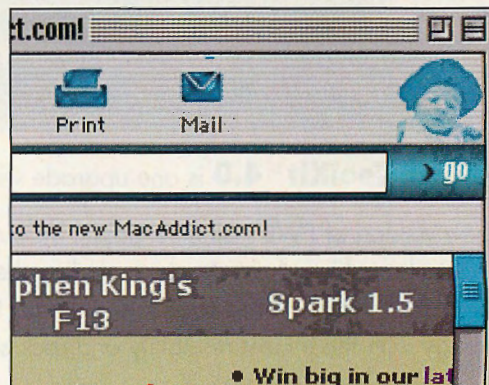 t.com!
Print Mail
go
to the new MacAddict.com!
phen King's
F13
Spark 1.5
• Win big in our lat